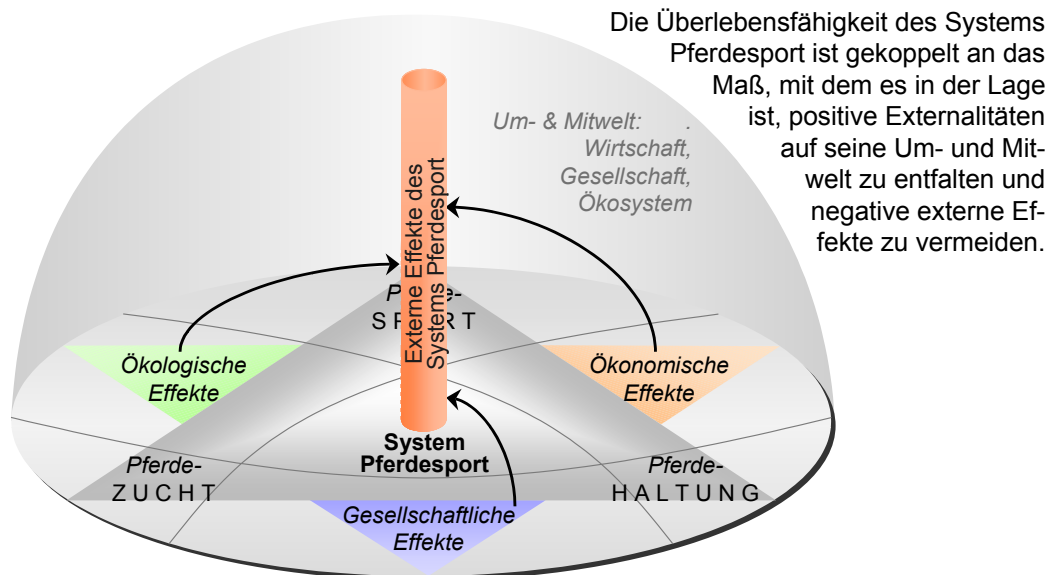 Die Überlebensfähigkeit des Systems
Pferdesport ist gekoppelt an das
Maß, mit dem es in der Lage
ist, positive Externalitäten
auf seine Um- und Mit-
welt zu entfalten und
negative externe Ef-
fekte zu vermeiden.
Um- & Mitwelt: .
Wirtschaft,
Gesellschaft,
Ökosystem
Externe Effekte des
Systems Pferdesport
Ökologische
Effekte
Ökonomische
Effekte
System
Pferdesport
Pferde-
ZUCHT
Pferde-
HALTUNG
Gesellschaftliche
Effekte